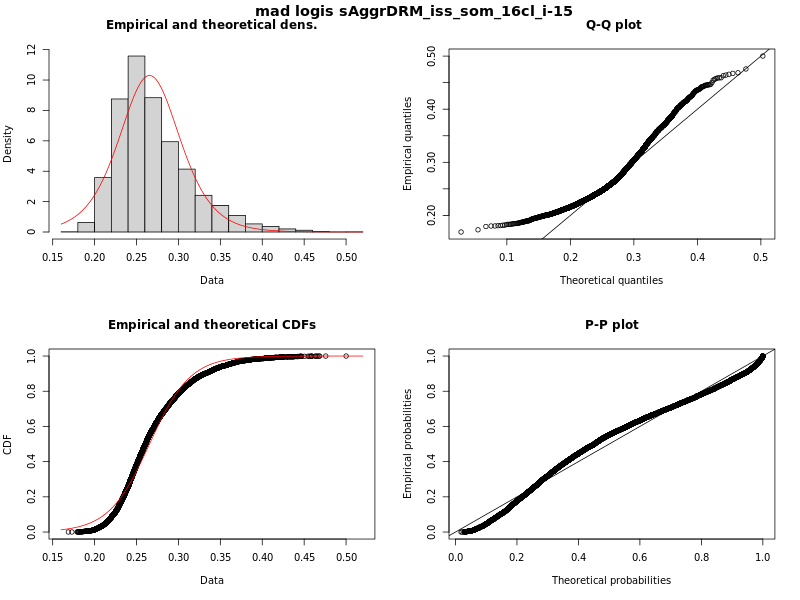 mad logis sAggrDRM_iss_som_16cl_i-15
Empirical and theoretical dens.
Density
0 2 4 6 8 10 12
0.15 0.20 0.25 0.30 0.35 0.40 0.45 0.50
Data
Q-Q plot
Empirical quantiles
0.20 0.30 0.40 0.50
0.1 0.2 0.3 0.4 0.5
Theoretical quantiles
Empirical and theoretical CDFs
CDF
0.0 0.2 0.4 0.6 0.8 1.0
0.15 0.20 0.25 0.30 0.35 0.40 0.45 0.50
Data
P-P plot
Empirical probabilities
0.0 0.2 0.4 0.6 0.8 1.0
0.0 0.2 0.4 0.6 0.8 1.0
Theoretical probabilities